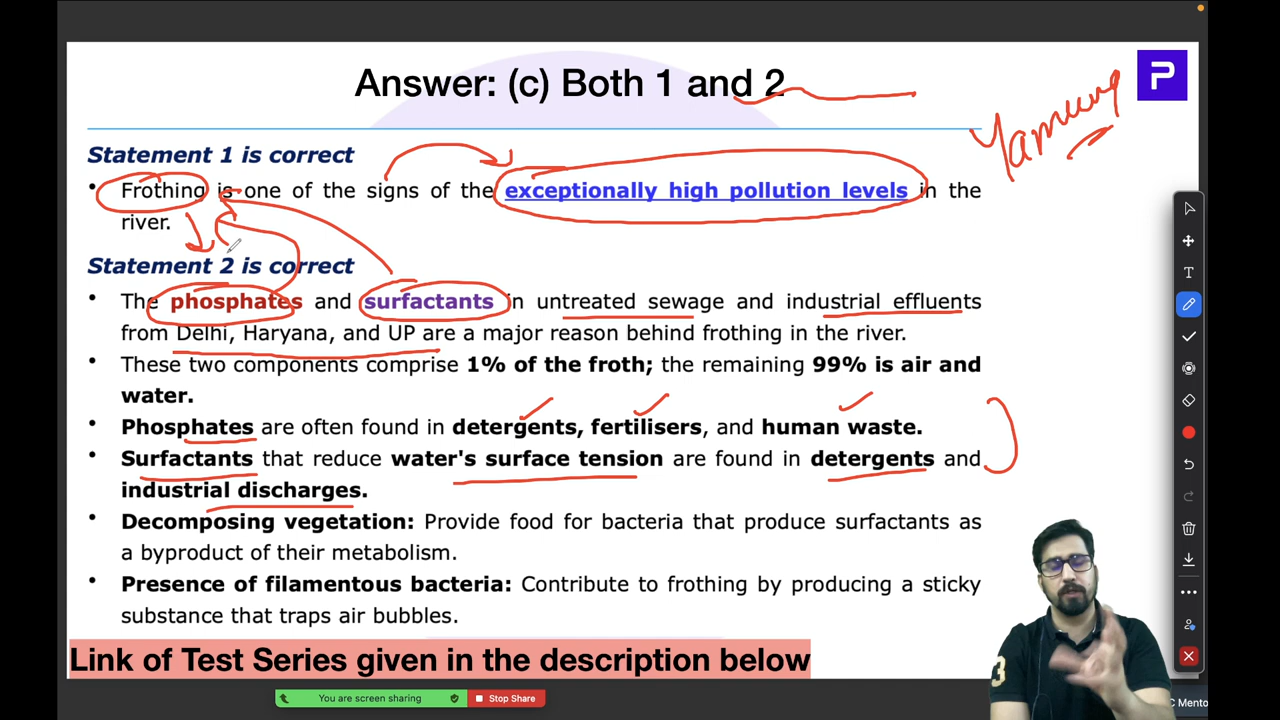 Answer: (c) Both 1 and 2
P
Yamuna
Statement 1 is correct
• Frothing is one of the signs of the exceptionally high pollution levels in the
river.
Statement 2 is correct
• The phosphates and surfactants in untreated sewage and industrial effluents
from Delhi, Haryana, and UP are a major reason behind frothing in the river.
• These two components comprise 1% of the froth; the remaining 99% is air and
water.
• Phosphates are often found in detergents, fertilisers, and human waste.
• Surfactants that reduce water's surface tension are found in detergents and
industrial discharges.
• Decomposing vegetation: Provide food for bacteria that produce surfactants as
a byproduct of their metabolism.
• Presence of filamentous bacteria: Contribute to frothing by producing a sticky
substance that traps air bubbles.
Link of Test Series given in the description below
You are screen sharing
Stop Share
3
C Mento
T